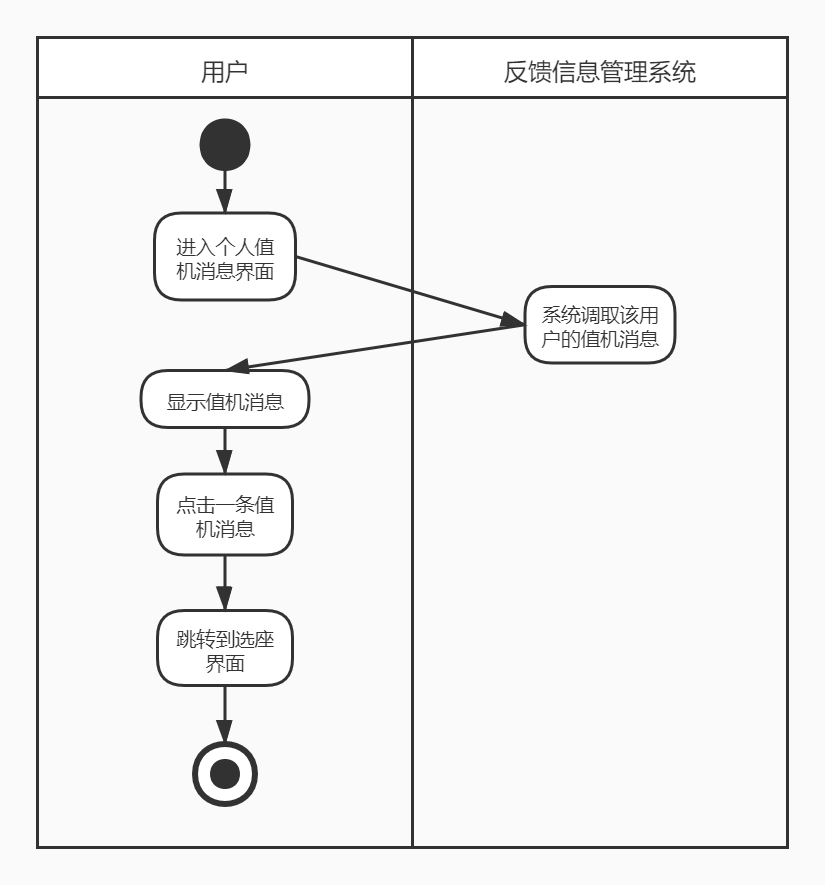 用户
反馈信息管理系统
进入个人值
机消息界面
系统调取该用
户的值机消息
显示值机消息
点击一条值
机消息
跳转到选座
界面